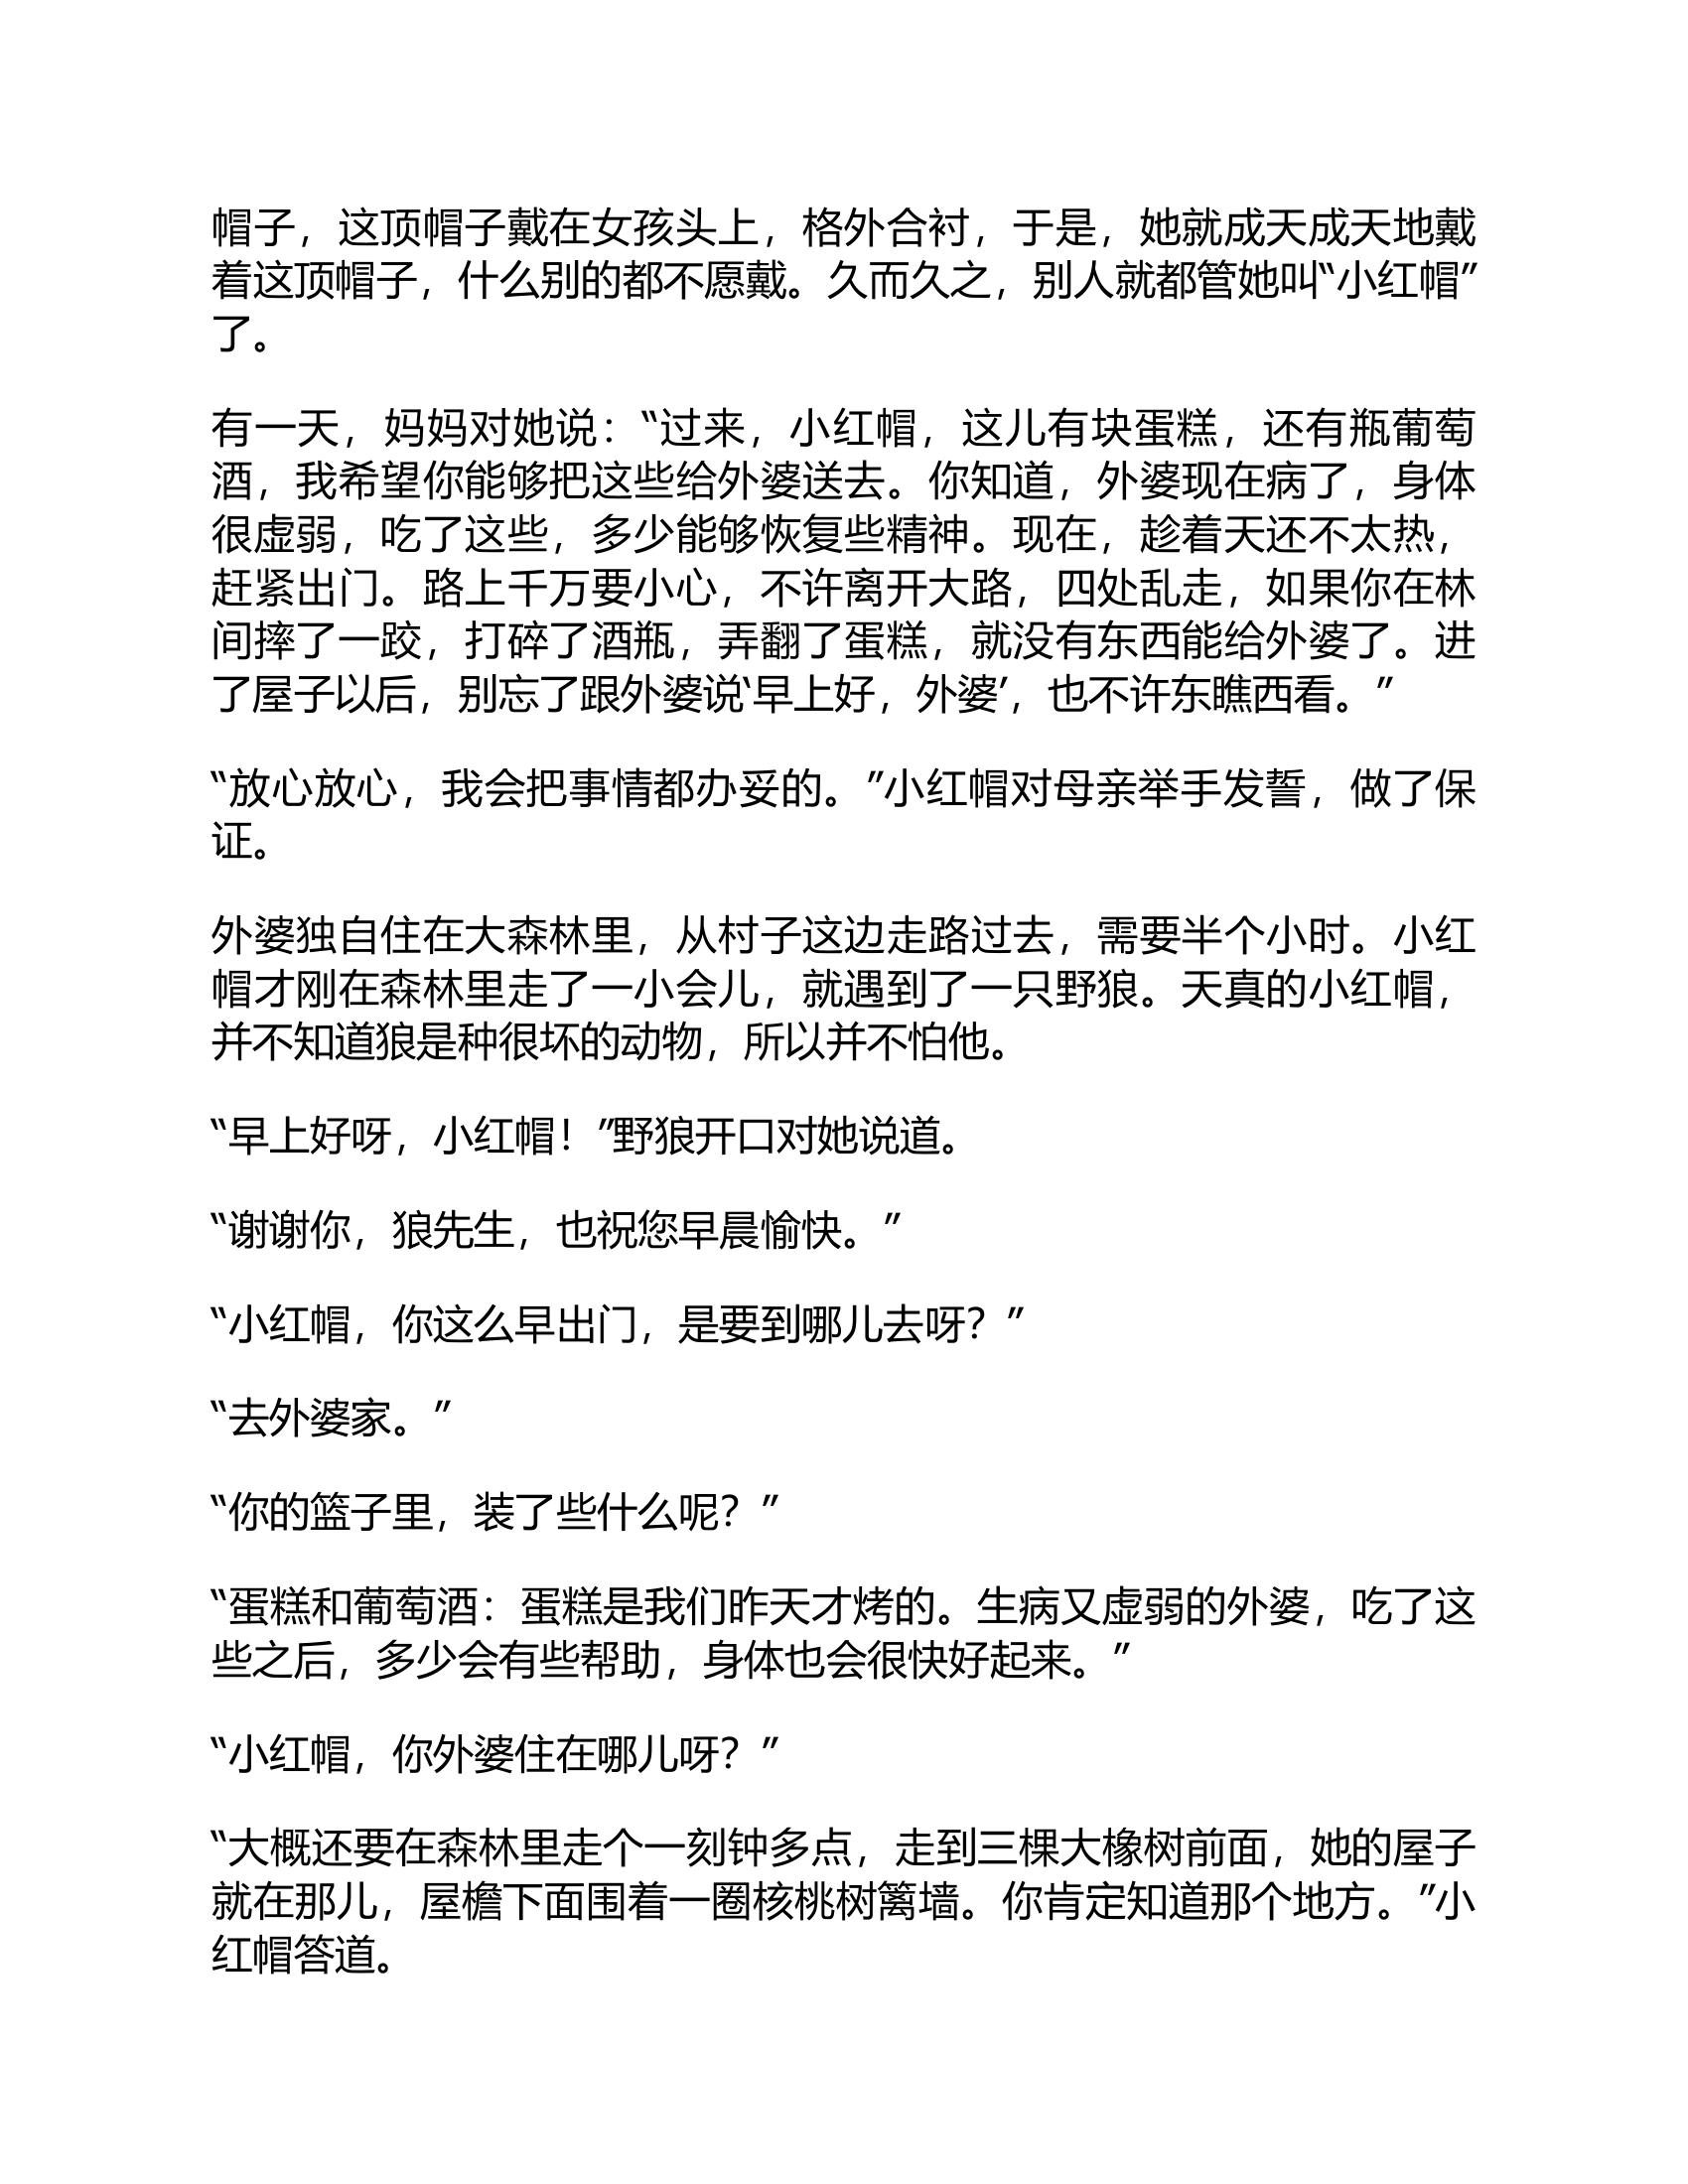 帽子，这顶帽子戴在女孩头上，格外合衬，于是，她就成天成天地戴
着这顶帽子，什么别的都不愿戴。久而久之，别人就都管她叫“小红帽”
了。
有一天，妈妈对她说：“过来，小红帽，这儿有块蛋糕，还有瓶葡萄
酒，我希望你能够把这些给外婆送去。你知道，外婆现在病了，身体
很虚弱，吃了这些，多少能够恢复些精神。现在，趁着天还不太热，
赶紧出门。路上千万要小心，不许离开大路，四处乱走，如果你在林
间摔了一跤，打碎了酒瓶，弄翻了蛋糕，就没有东西能给外婆了。进
了屋子以后，别忘了跟外婆说‘早上好，外婆’，也不许东瞧西看。”
“放心放心，我会把事情都办妥的。”小红帽对母亲举手发誓，做了保
证。
外婆独自住在大森林里，从村子这边走路过去，需要半个小时。小红
帽才刚在森林里走了一小会儿，就遇到了一只野狼。天真的小红帽，
并不知道狼是种很坏的动物，所以并不怕他。
“早上好呀，小红帽！”野狼开口对她说道。
“谢谢你，狼先生，也祝您早晨愉快。”
“小红帽，你这么早出门，是要到哪儿去呀？”
“去外婆家。”
“你的篮子里，装了些什么呢？”
“蛋糕和葡萄酒：蛋糕是我们昨天才烤的。生病又虚弱的外婆，吃了这
些之后，多少会有些帮助，身体也会很快好起来。”
“小红帽，你外婆住在哪儿呀？”
“大概还要在森林里走个一刻钟多点，走到三棵大橡树前面，她的屋子
就在那儿，屋檐下面围着一圈核桃树篱墙。你肯定知道那个地方。”小
红帽答道。